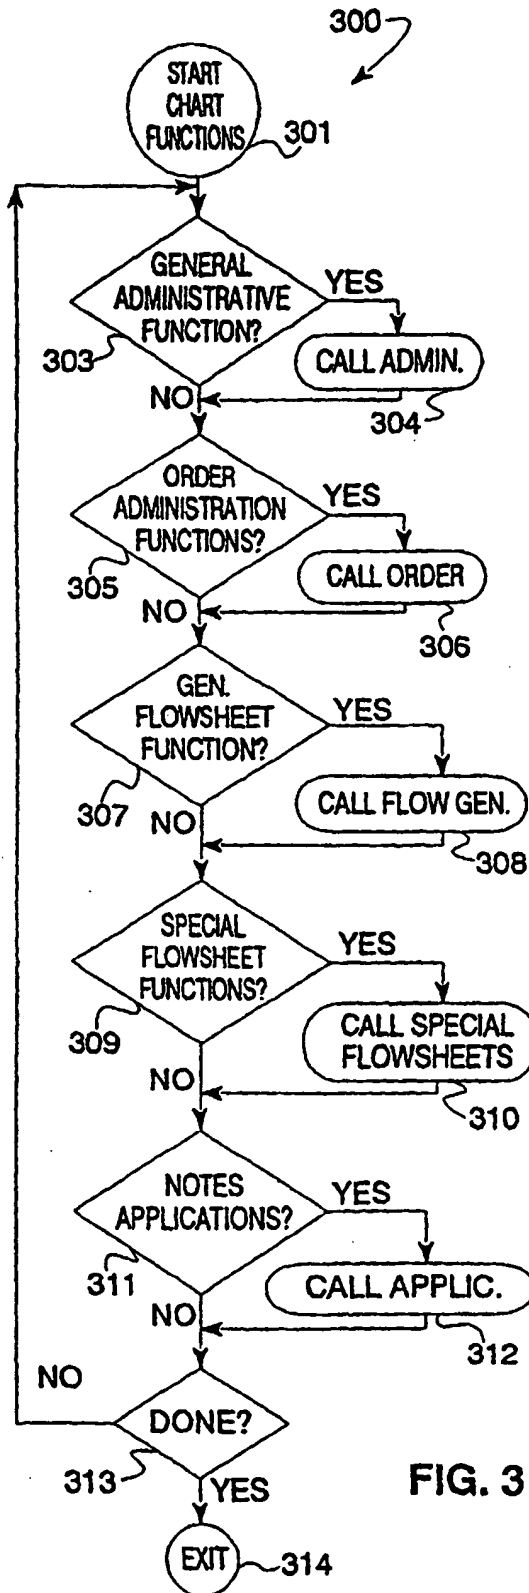 300
START
CHART
FUNCTIONS
301
GENERAL
ADMINISTRATIVE
FUNCTION?
YES
303
CALL ADMIN.
NO
304
ORDER
ADMINISTRATION
FUNCTIONS?
YES
305
CALL ORDER
NO
306
GEN.
FLOWSHEET
FUNCTION?
YES
307
CALL FLOW GEN.
NO
308
SPECIAL
FLOWSHEET
FUNCTIONS?
YES
309
CALL SPECIAL
FLOWSHEETS
NO
310
NOTES
APPLICATIONS?
YES
311
CALL APPLIC.
NO
312
NO
DONE?
313
YES
FIG. 3
EXIT
314